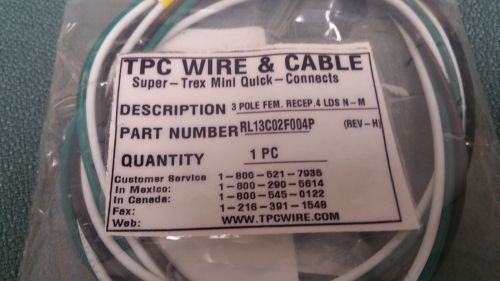 TPC WIRE & CABLE
Super-Trex Mini Quick-Connects
DESCRIPTION 3 POLE FEM. RECEP.4 LDS N-M
PART NUMBER RL13C02F004P (REV-H)
QUANTITY 1 PC
Customer Service 1-800-521-7935
In Mexico: 1-800-290-5614
In Canada: 1-800-545-0122
Fax: 1-216-391-1548
Web: WWW.TPCWIRE.COM